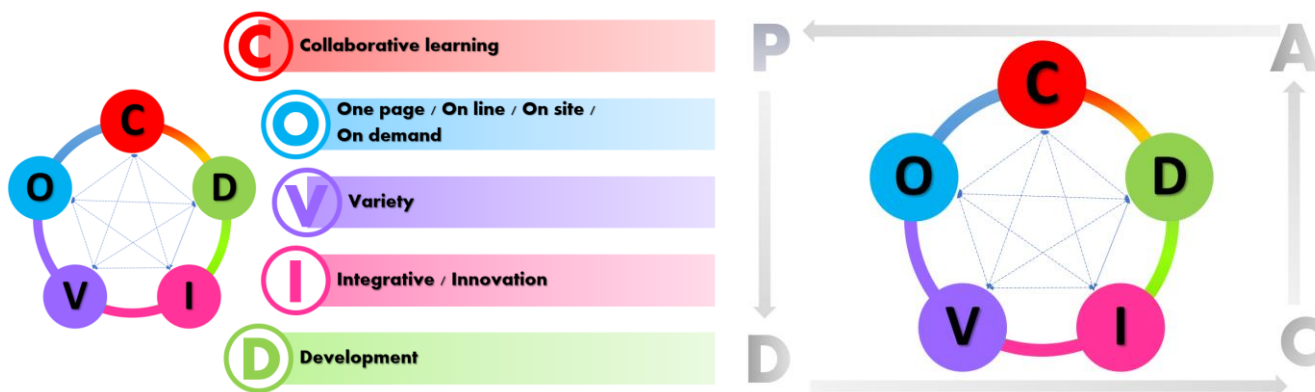 C
O
D
V
I
C Collaborative learning
O One page / On line / On site /
On demand
V Variety
I Integrative / Innovation
D Development
P
A
C
O
D
V
I
D
C